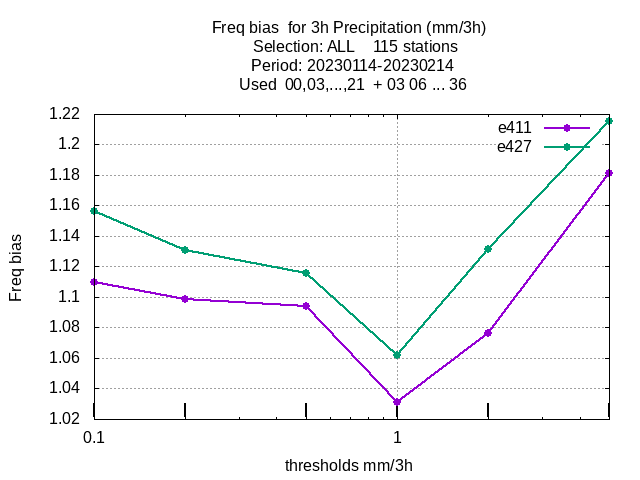 Freq bias  for 3h Precipitation (mm/3h)
Selection: ALL    115 stations
Period: 20230114-20230214
Used  00,03,...,21  + 03 06 ... 36
e411
e427
Freq bias
1.22
1.2
1.18
1.16
1.14
1.12
1.1
1.08
1.06
1.04
1.02
0.1
1
thresholds mm/3h